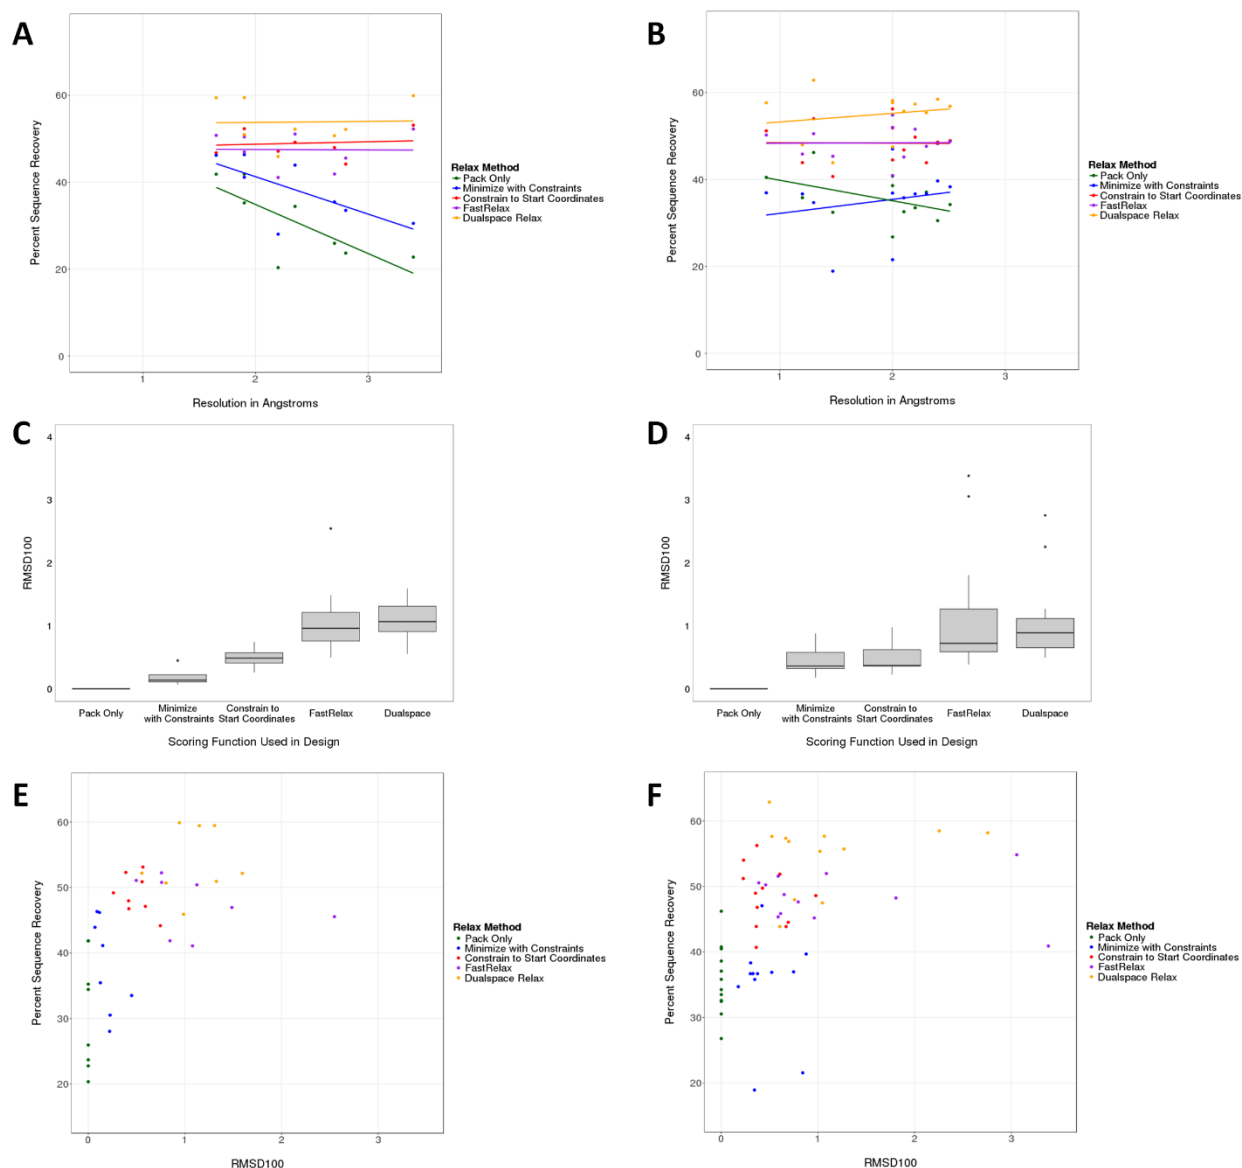 A
Percent Sequence Recovery
60
40
20
0
1
2
3
Resolution in Angstroms
Relax Method
Pack Only
Minimize with Constraints
Constrain to Start Coordinates
FastRelax
Dualspace Relax
B
Percent Sequence Recovery
60
40
20
0
1
2
3
Resolution in Angstroms
Relax Method
Pack Only
Minimize with Constraints
Constrain to Start Coordinates
FastRelax
Dualspace Relax
C
RMSD100
4
3
2
1
0
Pack Only
Minimize
with Constraints
Constrain to
Start Coordinates
FastRelax
Dualspace
Scoring Function Used in Design
D
RMSD100
4
3
2
1
0
Pack Only
Minimize
with Constraints
Constrain to
Start Coordinates
FastRelax
Dualspace
Scoring Function Used in Design
E
Percent Sequence Recovery
60
50
40
30
20
0
1
2
3
RMSD100
Relax Method
Pack Only
Minimize with Constraints
Constrain to Start Coordinates
FastRelax
Dualspace Relax
F
Percent Sequence Recovery
60
50
40
30
20
0
1
2
3
RMSD100
Relax Method
Pack Only
Minimize with Constraints
Constrain to Start Coordinates
FastRelax
Dualspace Relax